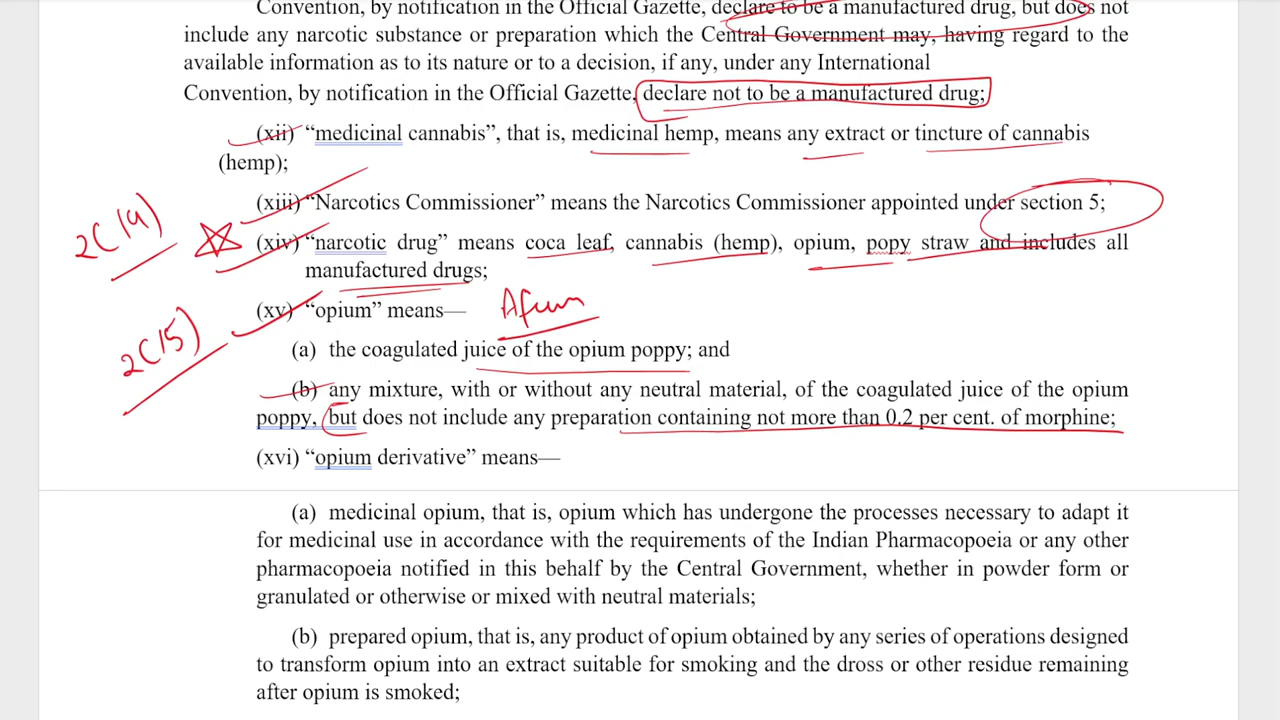 Convention, by notification in the Official Gazette, declare to be a manufactured drug, but does not
include any narcotic substance or preparation which the Central Government may, having regard to the
available information as to its nature or to a decision, if any, under any International
Convention, by notification in the Official Gazette, declare not to be a manufactured drug;
(xii) “medicinal cannabis”, that is, medicinal hemp, means any extract or tincture of cannabis
(hemp);
(xiii) “Narcotics Commissioner” means the Narcotics Commissioner appointed under section 5;
2(14)
(xiv) “narcotic drug” means coca leaf, cannabis (hemp), opium, popy straw and includes all
manufactured drugs;
(xv) “opium” means— Afum
2(15)
(a) the coagulated juice of the opium poppy; and
(b) any mixture, with or without any neutral material, of the coagulated juice of the opium
poppy, but does not include any preparation containing not more than 0.2 per cent. of morphine;
(xvi) “opium derivative” means—
(a) medicinal opium, that is, opium which has undergone the processes necessary to adapt it
for medicinal use in accordance with the requirements of the Indian Pharmacopoeia or any other
pharmacopoeia notified in this behalf by the Central Government, whether in powder form or
granulated or otherwise or mixed with neutral materials;
(b) prepared opium, that is, any product of opium obtained by any series of operations designed
to transform opium into an extract suitable for smoking and the dross or other residue remaining
after opium is smoked;